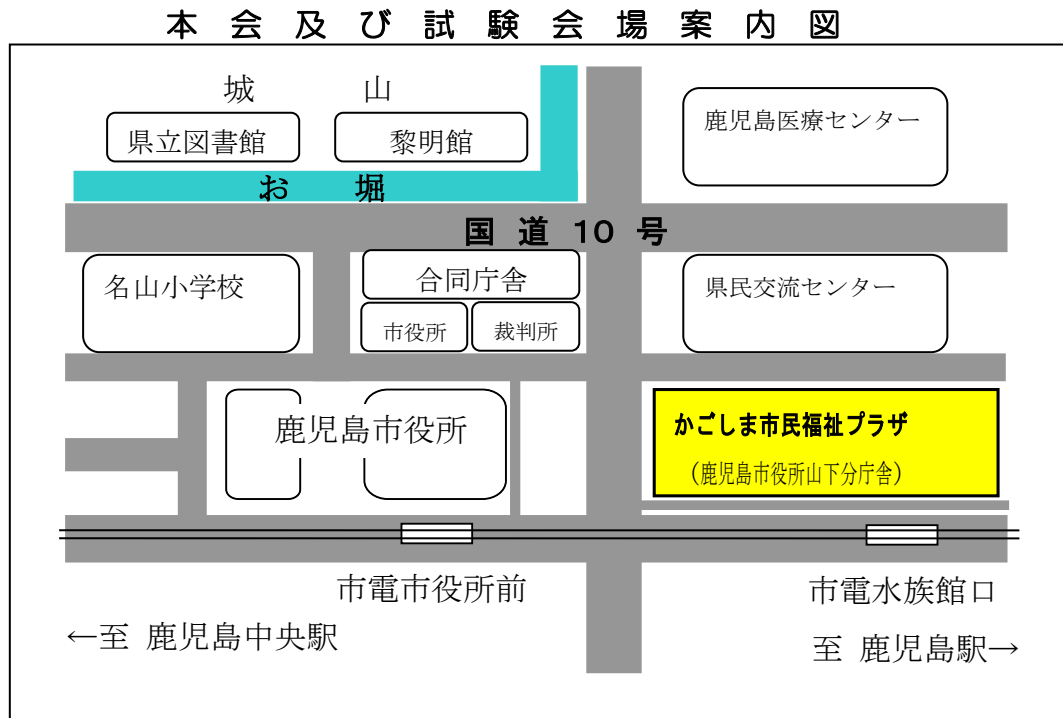 本会及び試験会場案内図
城山
県立図書館
黎明館
鹿児島医療センター
お堀
国道10号
名山小学校
合同庁舎
県民交流センター
市役所
裁判所
鹿児島市役所
かごしま市民福祉プラザ
(鹿児島市役所山下分庁舎)
市電市役所前
市電水族館口
←至 鹿児島中央駅
至 鹿児島駅→